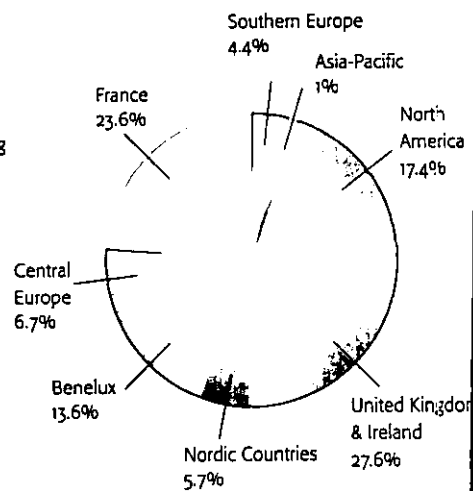 Southern Europe
4.4%
Asia-Pacific
1%
North
America
17.4%
France
23.6%
g
Central
Europe
6.7%
Benelux
13.6%
Nordic Countries
5.7%
United Kingdom
& Ireland
27.6%